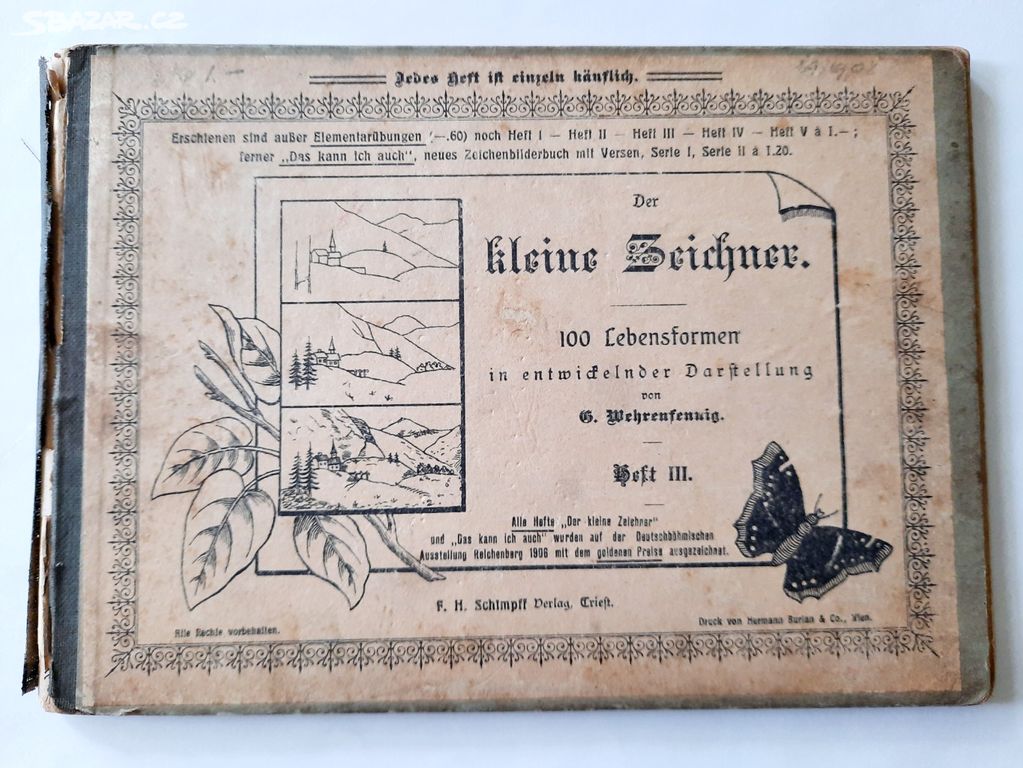 SBAZAR.CZ
Jedes Heft ist einzeln käuflich.
Erschienen sind außer Elementarübungen (—.60) noch Heft I — Heft II — Heft III — Heft IV — Heft V à 1.— ;
ferner „Das kann ich auch", neues Zeichenbilderbuch mit Versen, Serie I, Serie II à 1.20.
Der
kleine Zeichner.
100 Lebensformen
in entwickelnder Darstellung
von
G. Wehrenfennig.
Heft III.
Alle Hefte „Der kleine Zeichner"
und „Das kann ich auch" wurden auf der Deutschböhmischen
Ausstellung Reichenberg 1906 mit dem goldenen Preise ausgezeichnet.
F. H. Schimpff Verlag, Triest.
Alle Rechte vorbehalten.
Druck von Hermann Burian & Co., Wien.